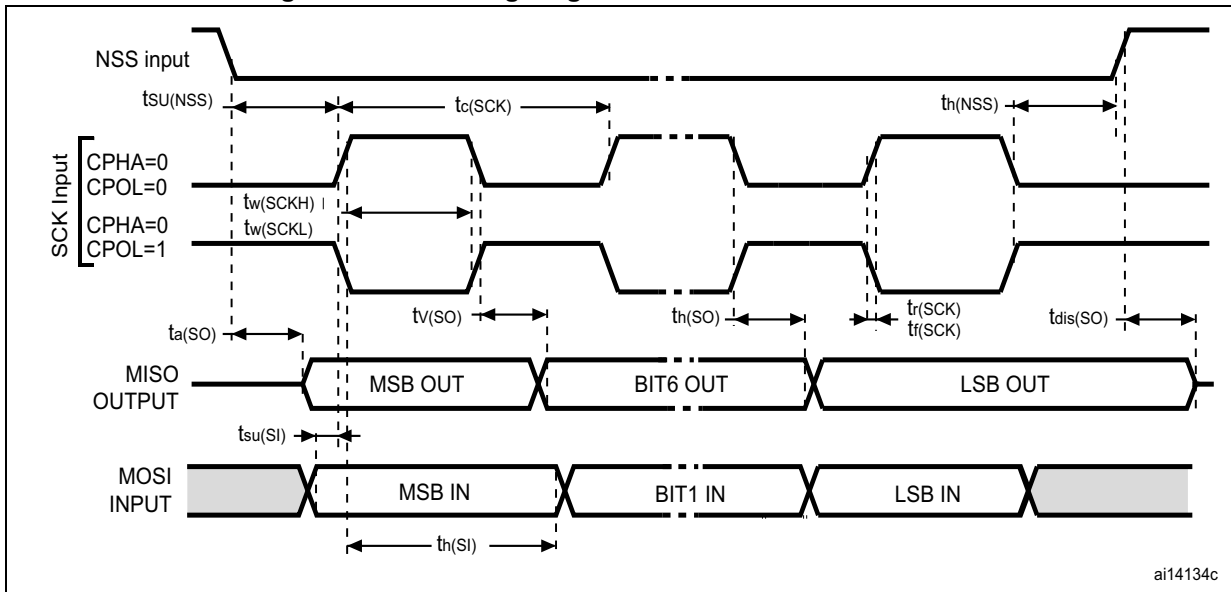 NSS input
tSU(NSS)
tc(SCK)
th(NSS)
SCK Input
CPHA=0
CPOL=0
tw(SCKH)
CPHA=0
tw(SCKL)
CPOL=1
tV(SO)
th(SO)
tr(SCK)
tf(SCK)
tdis(SO)
ta(SO)
MISO
OUTPUT
MSB OUT
BIT6 OUT
LSB OUT
tsu(SI)
MOSI
INPUT
MSB IN
BIT1 IN
LSB IN
th(SI)
ai14134c